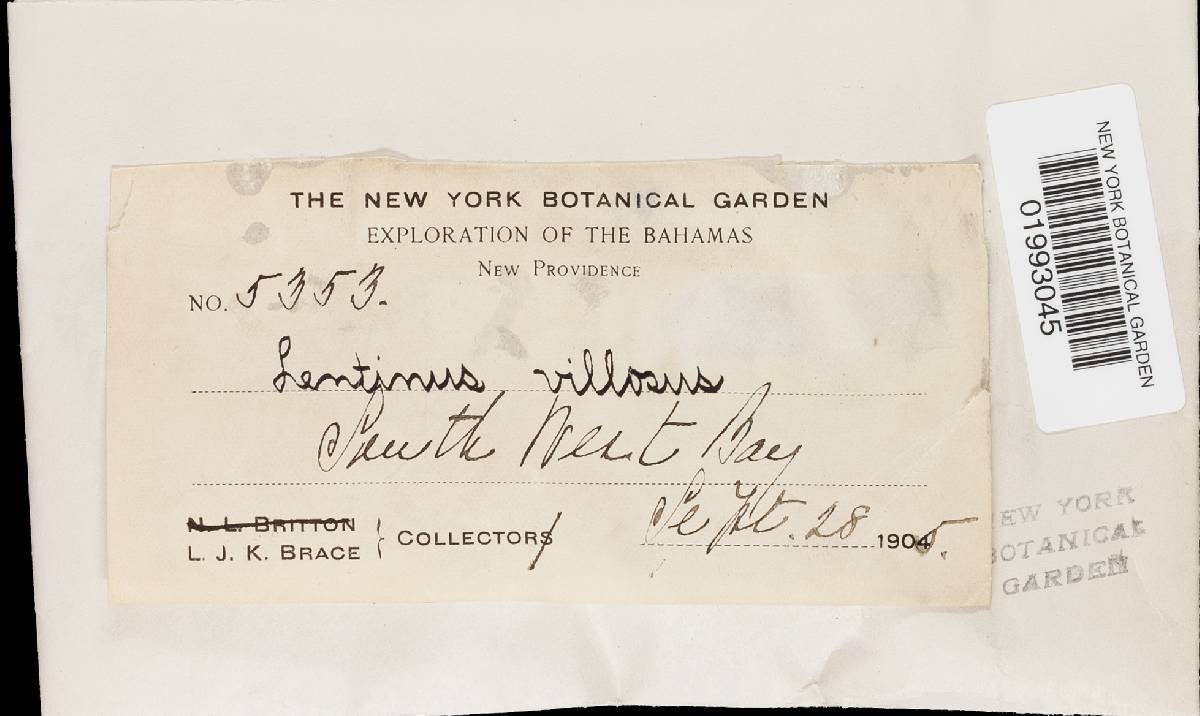 THE NEW YORK BOTANICAL GARDEN
EXPLORATION OF THE BAHAMAS
NEW PROVIDENCE
NO. 5353.
Lentinus villosus
South West Bay
Sept. 28 1905.
N. L. BRITTON
L. J. K. BRACE } COLLECTORS
NEW YORK BOTANICAL GARDEN
01993045
NEW YORK
BOTANICAL
GARDEN